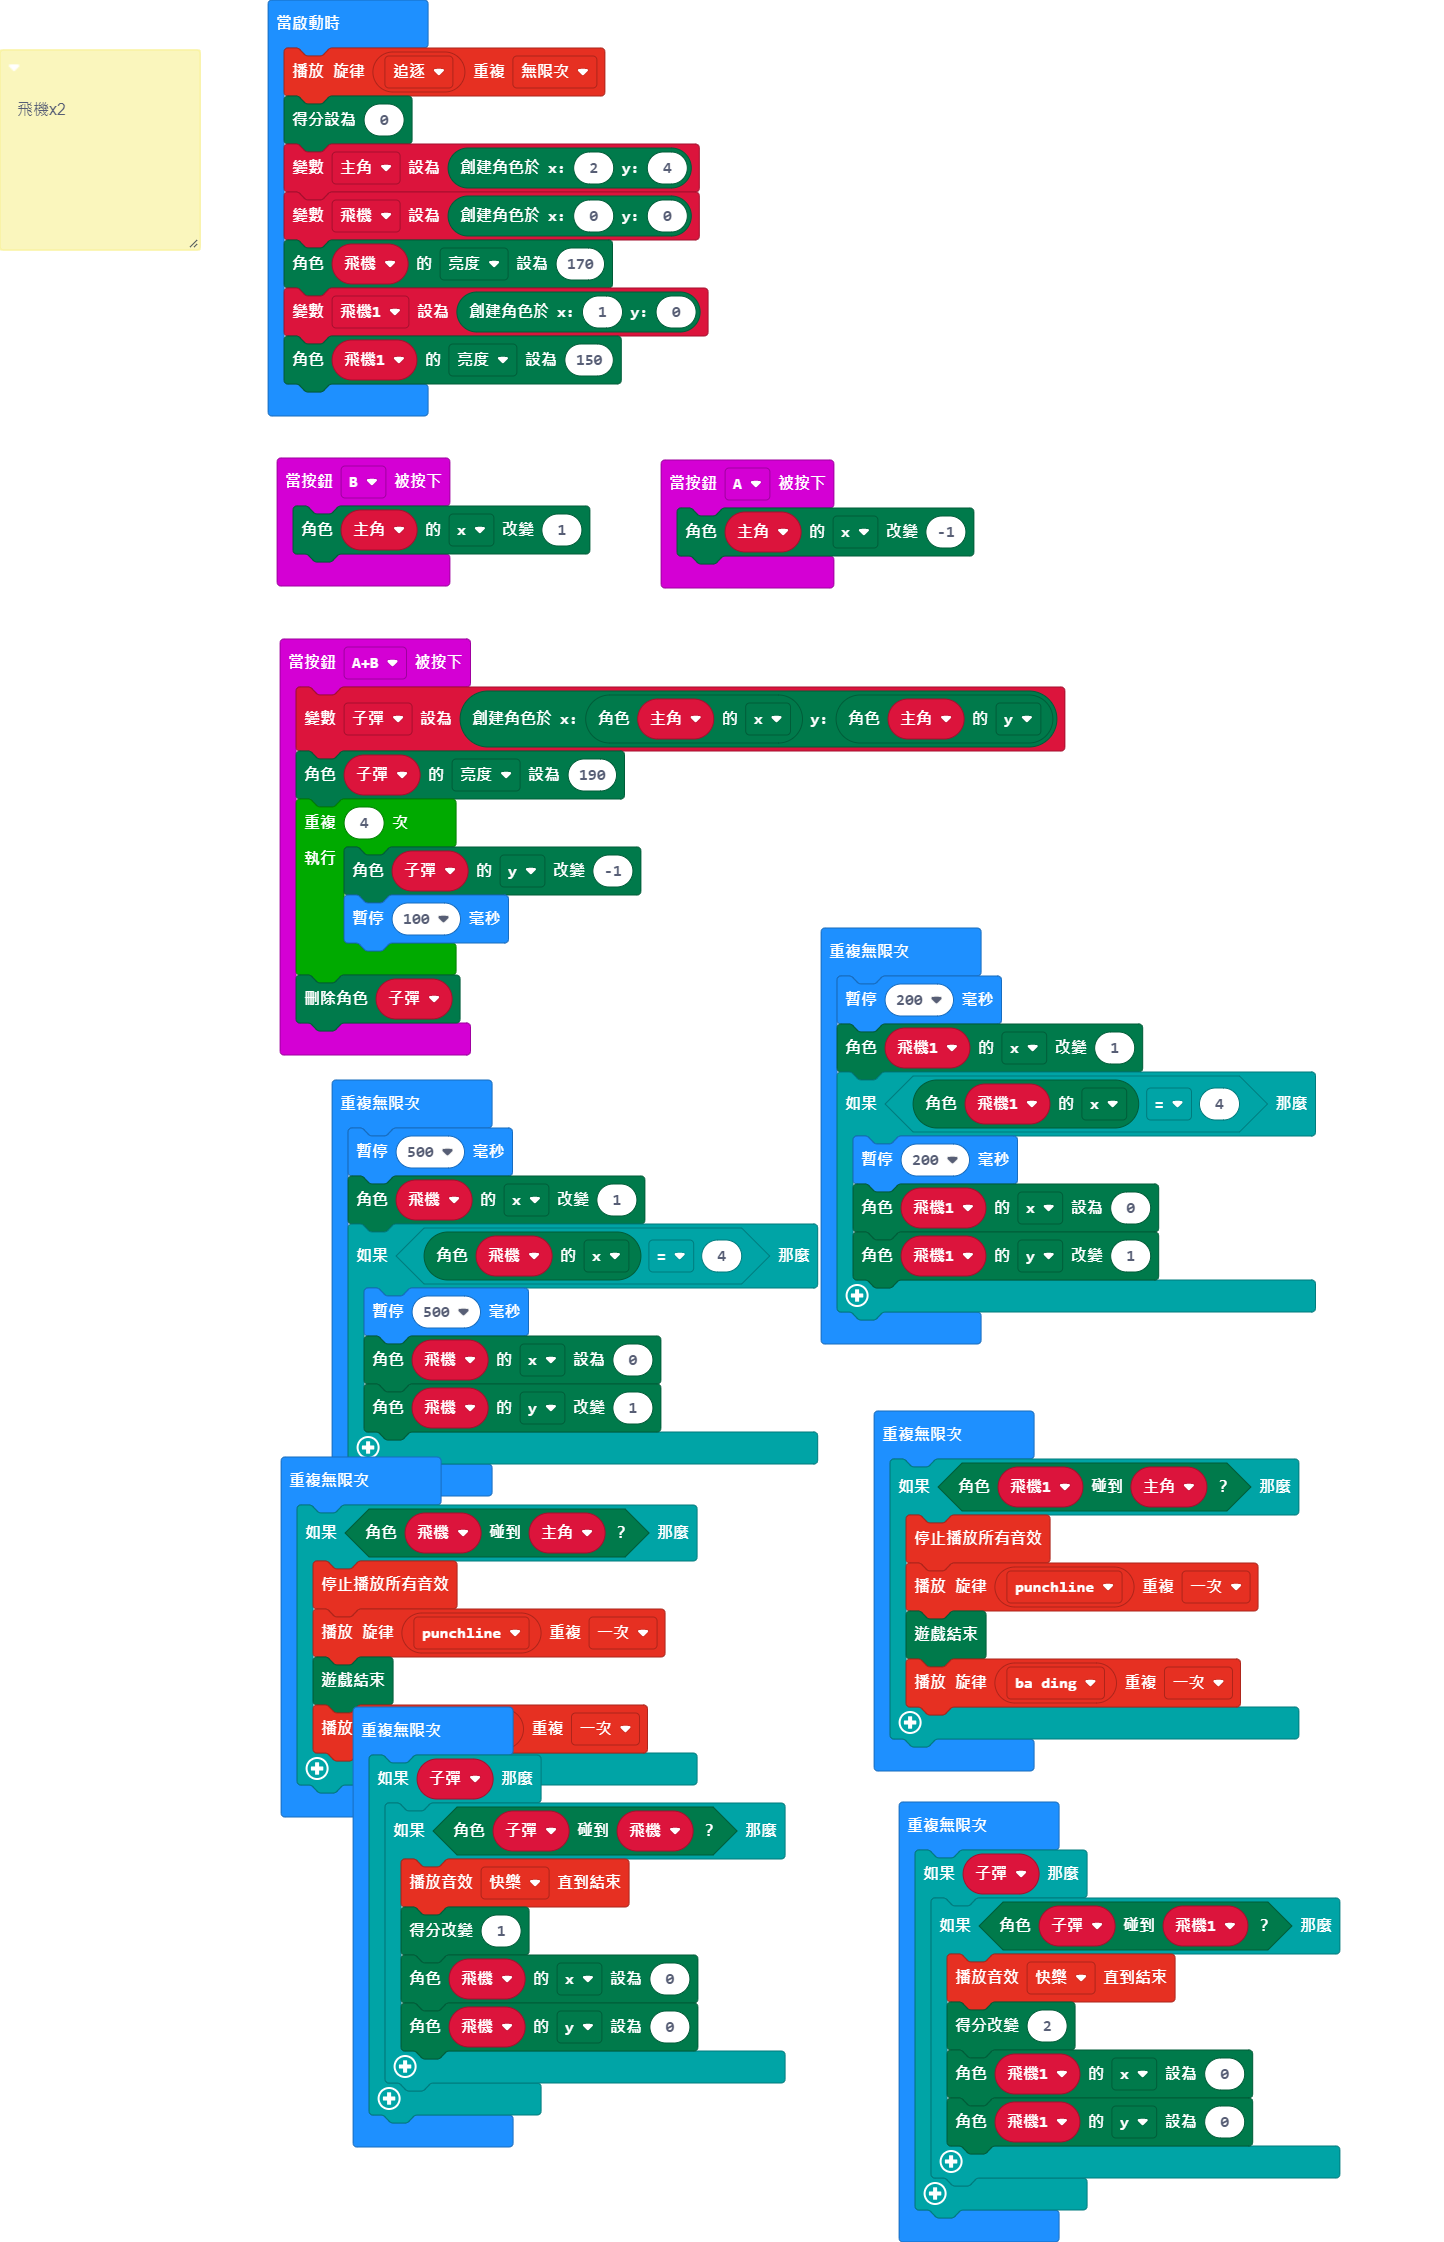 飛機x2
當啟動時
播放 旋律 追逐 重複 無限次
得分設為 0
變數 主角 設為 創建角色於 x: 2 y: 4
變數 飛機 設為 創建角色於 x: 0 y: 0
角色 飛機 的 亮度 設為 170
變數 飛機1 設為 創建角色於 x: 1 y: 0
角色 飛機1 的 亮度 設為 150
當按鈕 B 被按下
角色 主角 的 x 改變 1
當按鈕 A 被按下
角色 主角 的 x 改變 -1
當按鈕 A+B 被按下
變數 子彈 設為 創建角色於 x: 角色 主角 的 x y: 角色 主角 的 y
角色 子彈 的 亮度 設為 190
重複 4 次
執行
角色 子彈 的 y 改變 -1
暫停 100 毫秒
刪除角色 子彈
重複無限次
暫停 200 毫秒
角色 飛機1 的 x 改變 1
如果 角色 飛機1 的 x = 4 那麼
暫停 200 毫秒
角色 飛機1 的 x 設為 0
角色 飛機1 的 y 改變 1
重複無限次
暫停 500 毫秒
角色 飛機 的 x 改變 1
如果 角色 飛機 的 x = 4 那麼
暫停 500 毫秒
角色 飛機 的 x 設為 0
角色 飛機 的 y 改變 1
重複無限次
如果 角色 飛機 碰到 主角 ? 那麼
停止播放所有音效
播放 旋律 punchline 重複 一次
遊戲結束
播放 重複 一次
重複無限次
如果 角色 飛機1 碰到 主角 ? 那麼
停止播放所有音效
播放 旋律 punchline 重複 一次
遊戲結束
播放 旋律 ba ding 重複 一次
重複無限次
如果 子彈 那麼
如果 角色 子彈 碰到 飛機 ? 那麼
播放音效 快樂 直到結束
得分改變 1
角色 飛機 的 x 設為 0
角色 飛機 的 y 設為 0
重複無限次
如果 子彈 那麼
如果 角色 子彈 碰到 飛機1 ? 那麼
播放音效 快樂 直到結束
得分改變 2
角色 飛機1 的 x 設為 0
角色 飛機1 的 y 設為 0